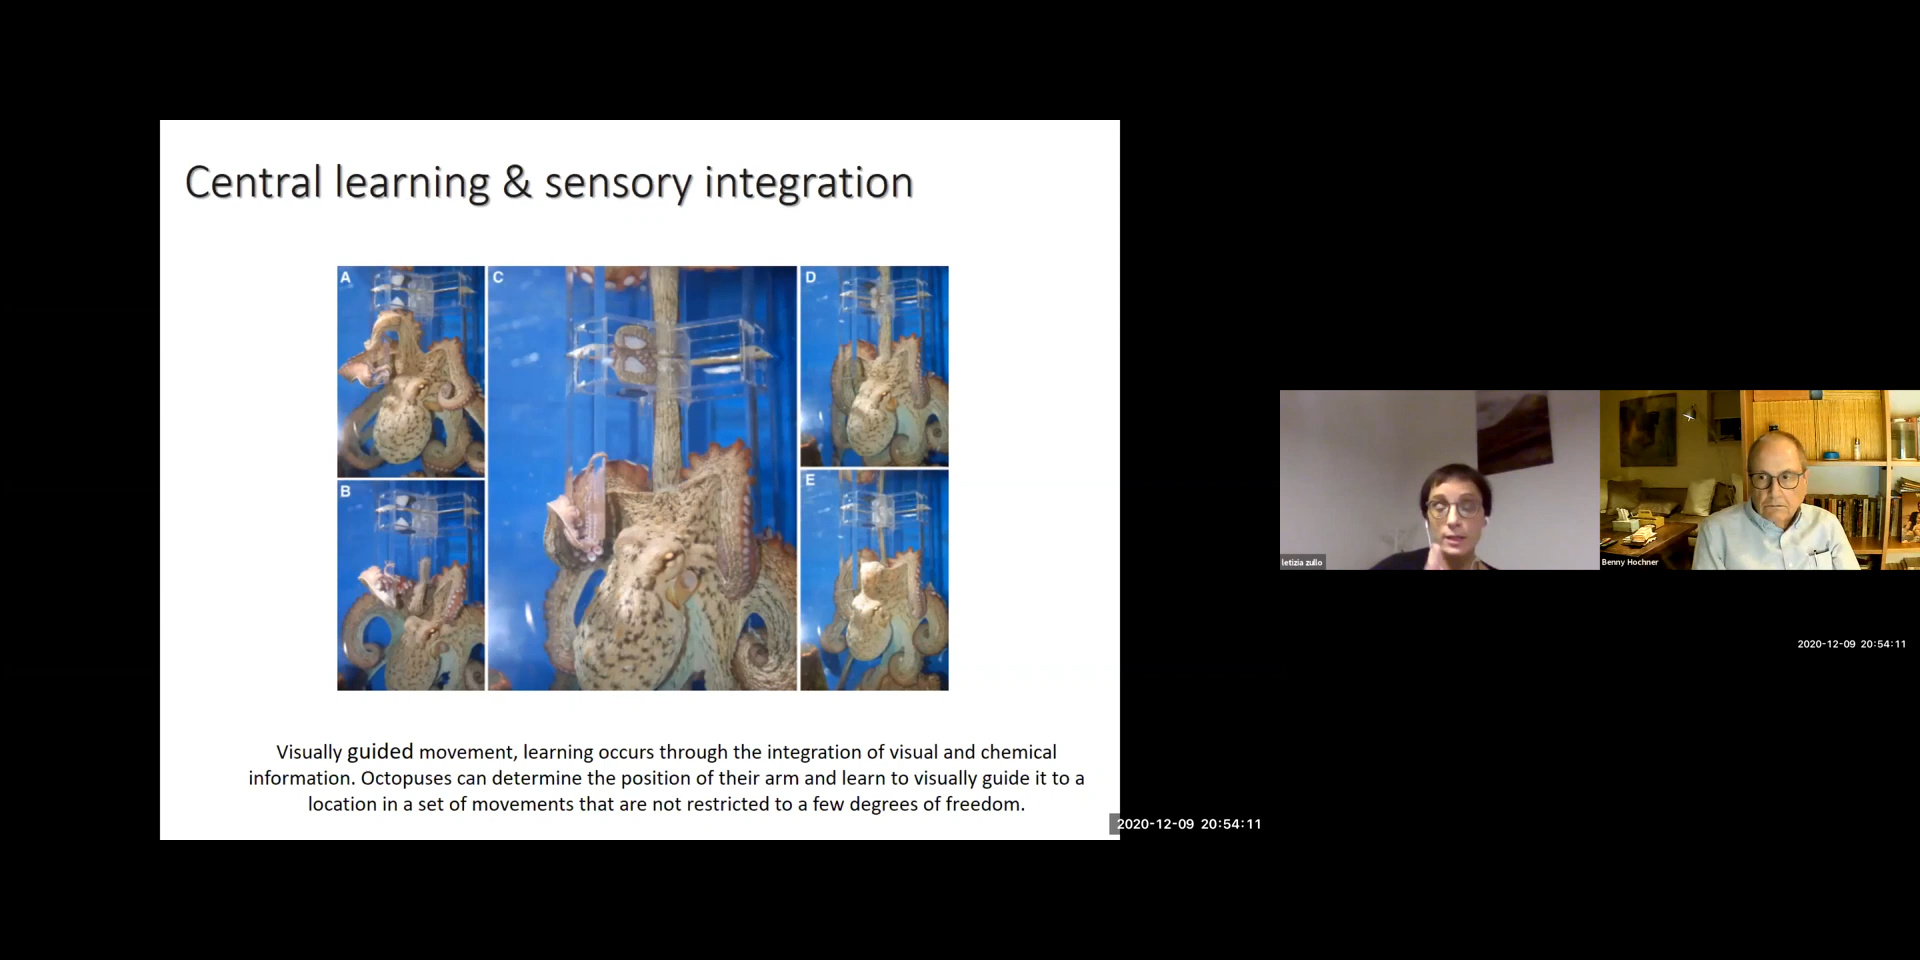 Central learning & sensory integration
A
C
D
B
E
Visually guided movement, learning occurs through the integration of visual and chemical
information. Octopuses can determine the position of their arm and learn to visually guide it to a
location in a set of movements that are not restricted to a few degrees of freedom.
2020-12-09 20:54:11
letizia zullo
Benny Hochner
2020-12-09 20:54:11